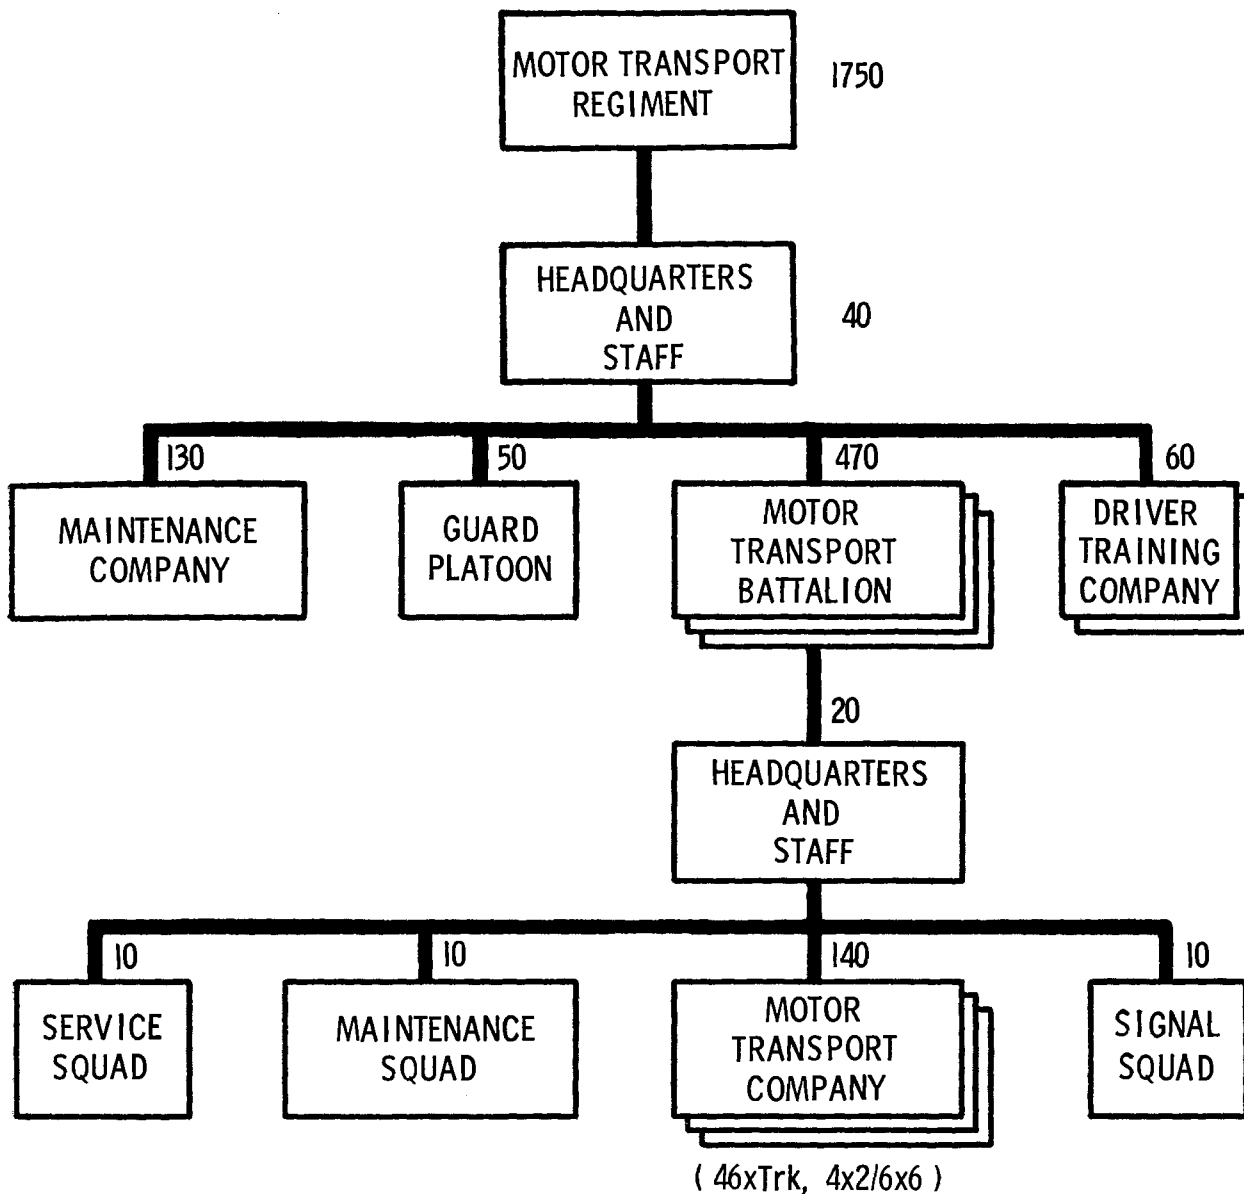 MOTOR TRANSPORT
REGIMENT
1750
HEADQUARTERS
AND
STAFF
40
130
50
470
60
MAINTENANCE
COMPANY
GUARD
PLATOON
MOTOR
TRANSPORT
BATTALION
DRIVER
TRAINING
COMPANY
20
HEADQUARTERS
AND
STAFF
10
10
140
10
SERVICE
SQUAD
MAINTENANCE
SQUAD
MOTOR
TRANSPORT
COMPANY
SIGNAL
SQUAD
( 46xTrk, 4x2/6x6 )